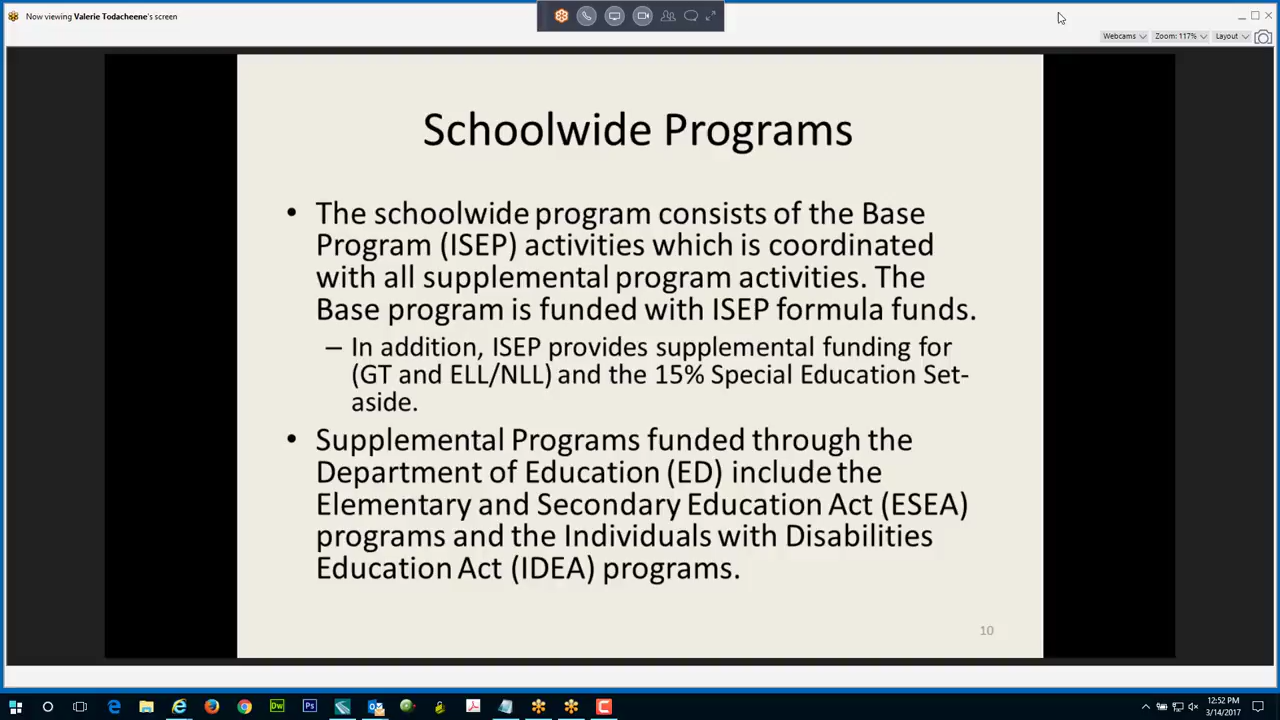 Now viewing Valerie Todacheene's screen
Webcams
Zoom: 117%
Layout
Schoolwide Programs
• The schoolwide program consists of the Base
Program (ISEP) activities which is coordinated
with all supplemental program activities. The
Base program is funded with ISEP formula funds.
– In addition, ISEP provides supplemental funding for
(GT and ELL/NLL) and the 15% Special Education Set-
aside.
• Supplemental Programs funded through the
Department of Education (ED) include the
Elementary and Secondary Education Act (ESEA)
programs and the Individuals with Disabilities
Education Act (IDEA) programs.
10
Dw
Ps
12:52 PM
3/14/2017